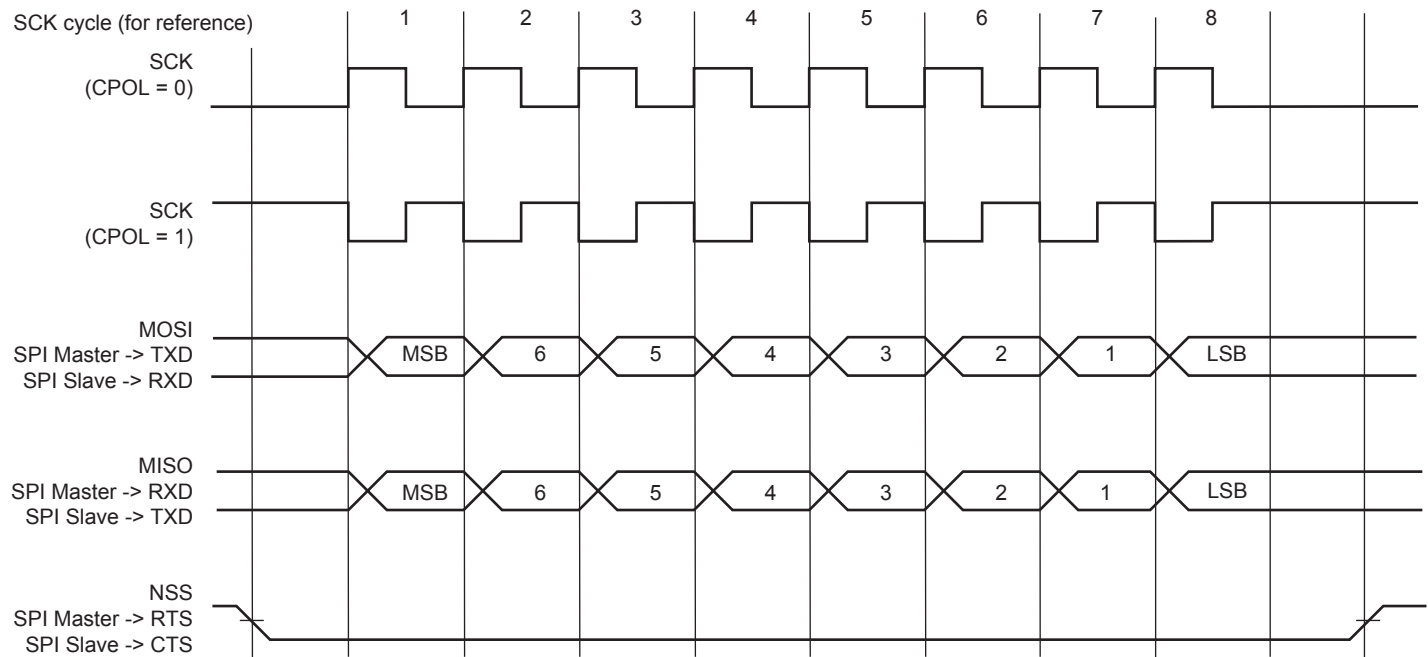 SCK cycle (for reference)
1 2 3 4 5 6 7 8
SCK
(CPOL = 0)
SCK
(CPOL = 1)
MOSI
SPI Master -> TXD
SPI Slave -> RXD
MSB 6 5 4 3 2 1 LSB
MISO
SPI Master -> RXD
SPI Slave -> TXD
MSB 6 5 4 3 2 1 LSB
NSS
SPI Master -> RTS
SPI Slave -> CTS